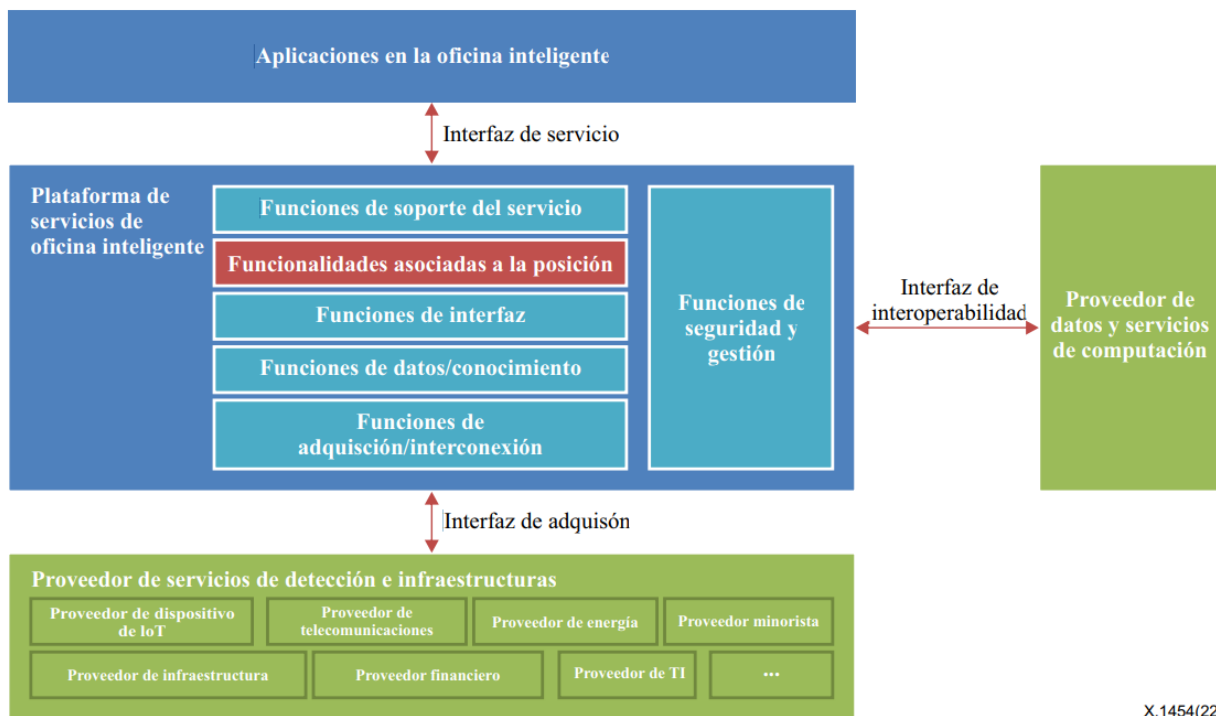 Aplicaciones en la oficina inteligente
Interfaz de servicio
Plataforma de
servicios de
oficina inteligente
Funciones de soporte del servicio
Funcionalidades asociadas a la posición
Funciones de interfaz
Funciones de datos/conocimiento
Funciones de
adquisción/interconexión
Funciones de
seguridad y
gestión
Interfaz de
interoperabilidad
Proveedor de
datos y servicios
de computación
Interfaz de adquisón
Proveedor de servicios de detección e infraestructuras
Proveedor de dispositivo
de IoT
Proveedor de
telecomunicaciones
Proveedor de energía
Proveedor minorista
Proveedor de infraestructura
Proveedor financiero
Proveedor de TI
...
X.1454(22